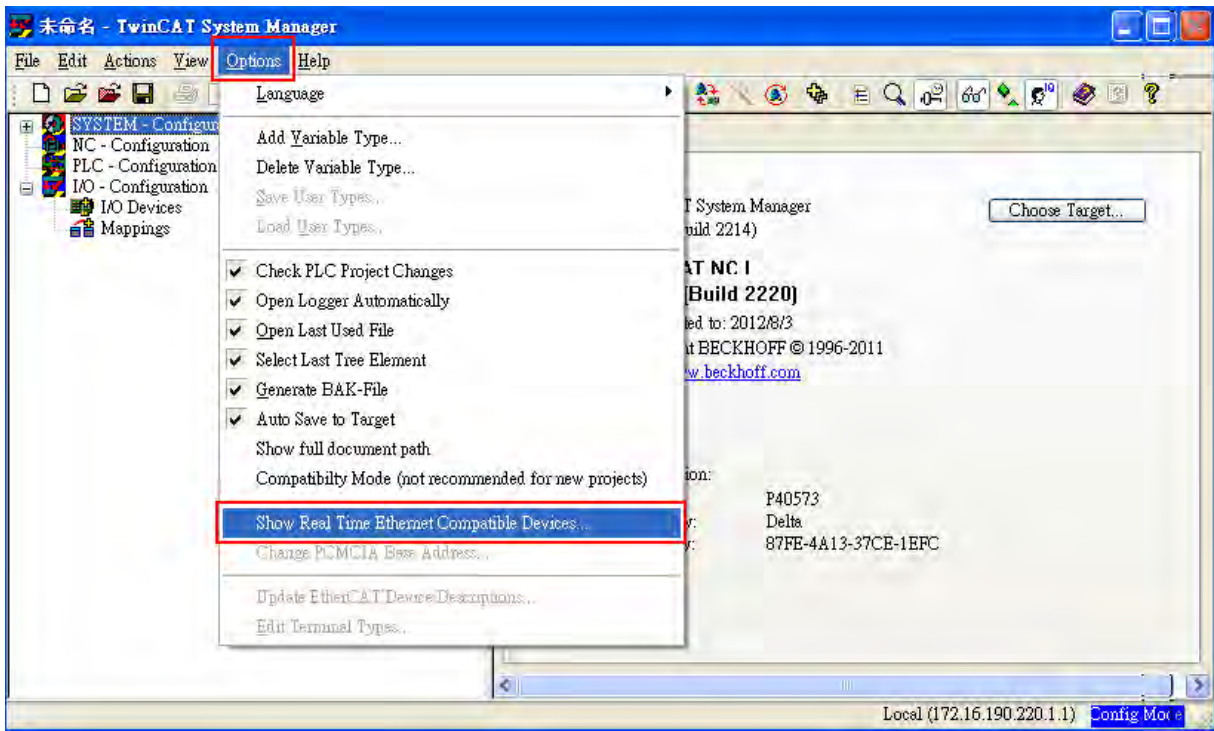 未命名 - TwinCAT System Manager
File Edit Actions View Options Help
Language
Add Variable Type...
Delete Variable Type...
Save User Types...
Load User Types...
Check PLC Project Changes
Open Logger Automatically
Open Last Used File
Select Last Tree Element
Generate BAK-File
Auto Save to Target
Show full document path
Compatibilty Mode (not recommended for new projects)
Show Real Time Ethernet Compatible Devices...
Change PCMCIA Base Address...
Update EtherCAT Device Descriptions...
Edit Terminal Types...
SYSTEM - Configur
NC - Configuration
PLC - Configuration
I/O - Configuration
I/O Devices
Mappings
T System Manager
uild 2214)
Choose Target...
AT NC I
[Build 2220)
ted to: 2012/8/3
t BECKHOFF © 1996-2011
w.beckhoff.com
ion:
P40573
y: Delta
y: 87FE-4A13-37CE-1EFC
Local (172.16.190.220.1.1) Config Mode